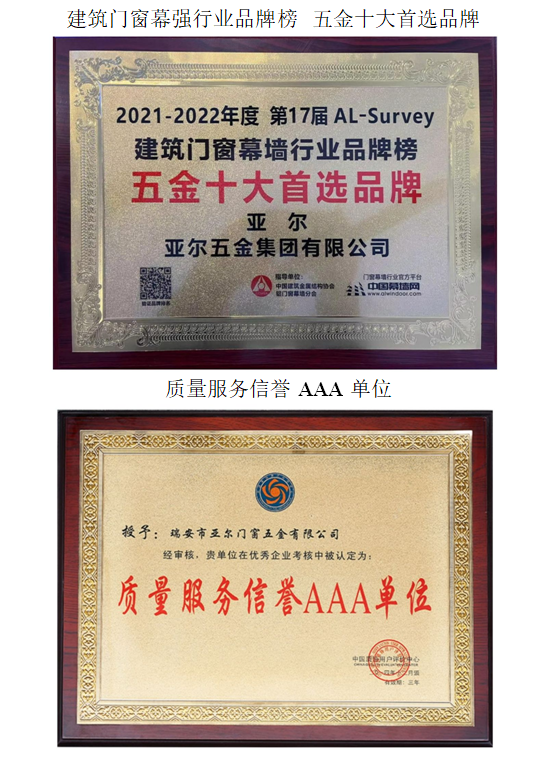 建筑门窗幕强行业品牌榜 五金十大首选品牌
2021-2022年度 第17届 AL-Survey
建筑门窗幕墙行业品牌榜
五金十大首选品牌
亚 尔
亚尔五金集团有限公司
指导单位：
中国建筑金属结构协会
铝门窗幕墙分会
门窗幕墙行业官方平台
中国幕墙网
www.alwindoor.com
质量服务信誉 AAA 单位
授予：瑞安市亚尔门窗五金有限公司
经审核，贵单位在优秀企业考核中被认定为：
质量服务信誉AAA单位
有效期：三年